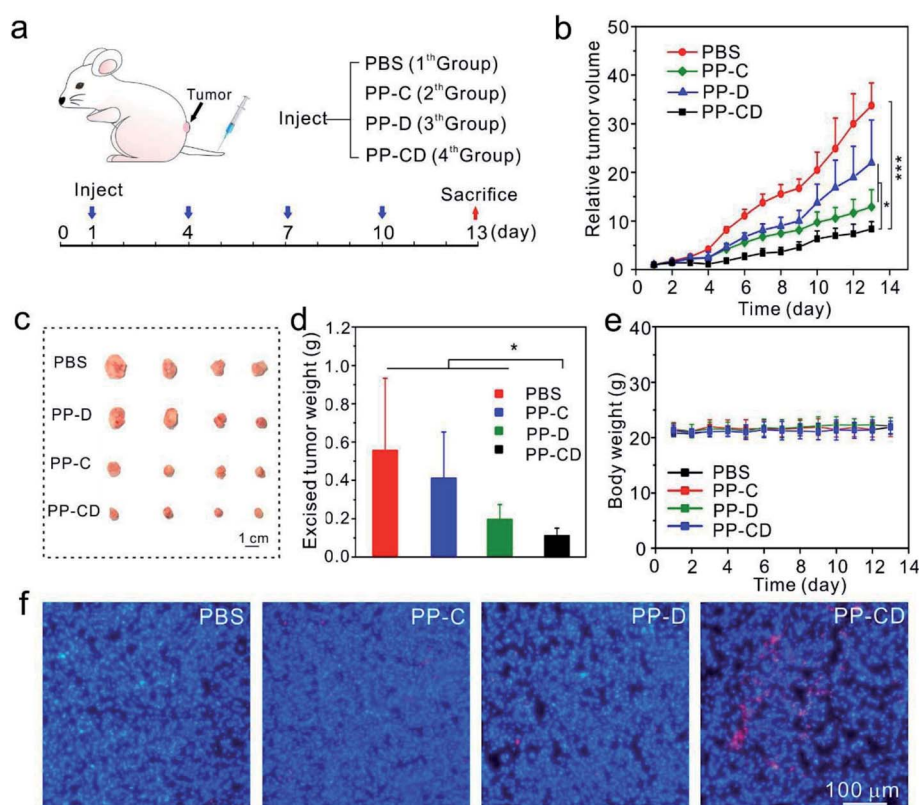 a
Tumor
Inject
PBS (1thGroup)
PP-C (2thGroup)
PP-D (3thGroup)
PP-CD (4thGroup)
Inject
Sacrifice
0 1 4 7 10 13 (day)
b
Relative tumor volume
50
40
30
20
10
0
PBS
PP-C
PP-D
PP-CD
***
*
0 2 4 6 8 10 12 14
Time (day)
c
PBS
PP-D
PP-C
PP-CD
1 cm
d
Excised tumor weight (g)
1.2
1.0
0.8
0.6
0.4
0.2
0.0
*
PBS
PP-C
PP-D
PP-CD
e
Body weight (g)
40
30
20
10
0
PBS
PP-C
PP-D
PP-CD
0 2 4 6 8 10 12 14
Time (day)
f
PBS
PP-C
PP-D
PP-CD
100 μm